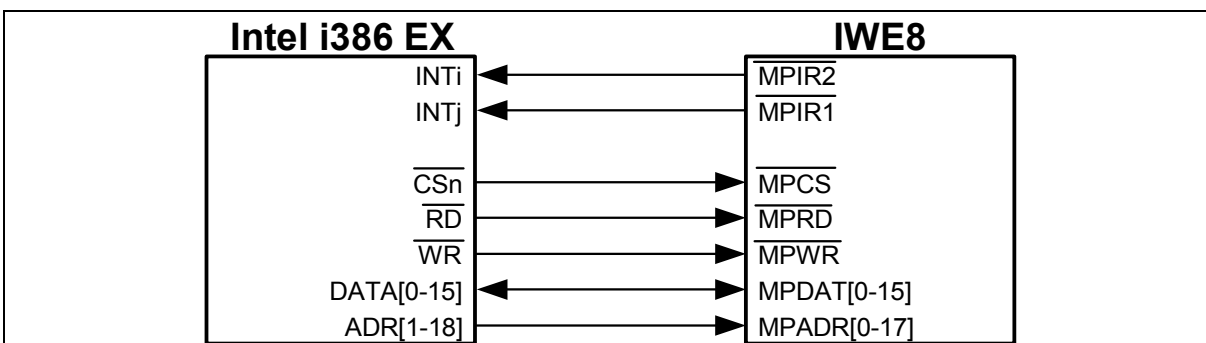 Intel i386 EX IWE8
INTi MPIR2
INTj MPIR1
CSn MPCS
RD MPRD
WR MPWR
DATA[0-15] MPDAT[0-15]
ADR[1-18] MPADR[0-17]